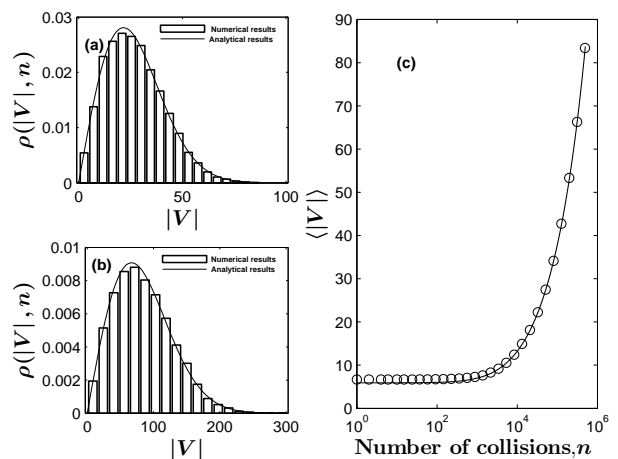 (a)
Numerical results
Analytical results
0.03
0.02
0.01
0
ρ(|V|, n)
0
50
100
|V|
(b)
Numerical results
Analytical results
0.01
0.008
0.006
0.004
0.002
0
ρ(|V|, n)
0
100
200
300
|V|
(c)
90
80
70
60
50
40
30
20
10
0
⟨|V|⟩
10^0
10^2
10^4
10^6
Number of collisions,n